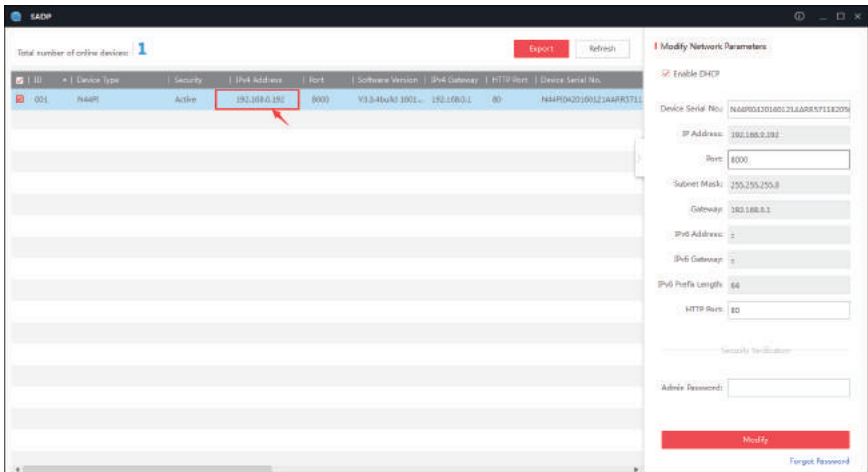 SADP
Total number of online devices: 1
Export
Refresh
ID | Device Type | Security | IPv4 Address | Port | Software Version | IPv4 Gateway | HTTP Port | Device Serial No.
001 N44PI Active 192.168.0.192 8000 192.168.0.1 80
Modify Network Parameters
Enable DHCP
Device Serial No.:
IP Address: 192.168.0.192
Port: 8000
Subnet Mask: 255.255.255.0
Gateway: 192.168.0.1
IPv6 Address: ::
IPv6 Gateway: ::
IPv6 Prefix Length: 64
HTTP Port: 80
Security Verification
Admin Password:
Modify
Forgot Password